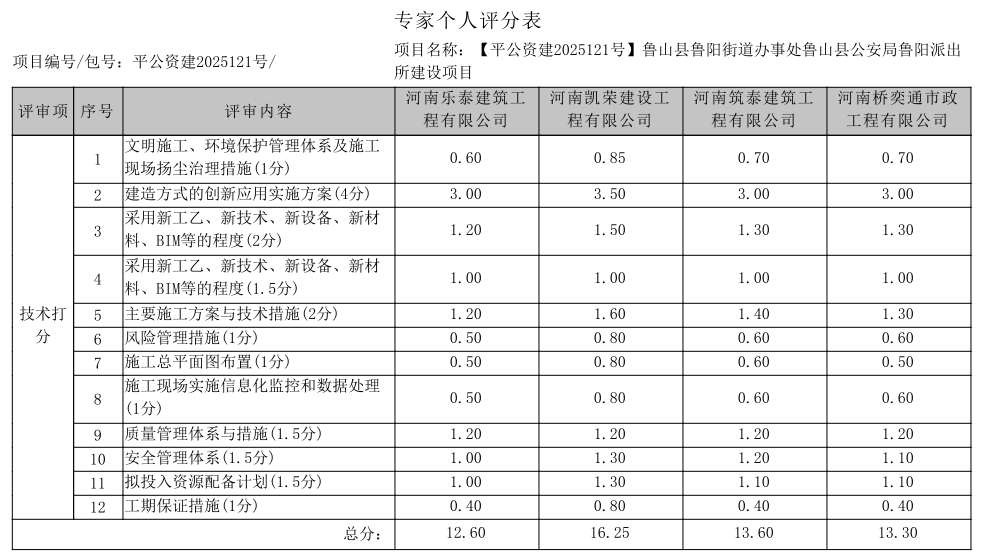 专家个人评分表
项目编号/包号: 平公资建2025121号/
项目名称: 【平公资建2025121号】鲁山县鲁阳街道办事处鲁山县公安局鲁阳派出
所建设项目
评审项 序号 评审内容 河南乐泰建筑工 河南凯荣建设工 河南筑泰建筑工 河南桥奕通市政
程有限公司 程有限公司 程有限公司 工程有限公司
技术打
分
1 文明施工、环境保护管理体系及施工 0.60 0.85 0.70 0.70
现场扬尘治理措施(1分)
2 建造方式的创新应用实施方案(4分) 3.00 3.50 3.00 3.00
3 采用新工乙、新技术、新设备、新材 1.20 1.50 1.30 1.30
料、BIM等的程度(2分)
4 采用新工乙、新技术、新设备、新材 1.00 1.00 1.00 1.00
料、BIM等的程度(1.5分)
5 主要施工方案与技术措施(2分) 1.20 1.60 1.40 1.30
6 风险管理措施(1分) 0.50 0.80 0.60 0.60
7 施工总平面图布置(1分) 0.50 0.80 0.60 0.50
8 施工现场实施信息化监控和数据处理 0.50 0.80 0.60 0.60
(1分)
9 质量管理体系与措施(1.5分) 1.20 1.20 1.20 1.20
10 安全管理体系(1.5分) 1.00 1.30 1.20 1.10
11 拟投入资源配备计划(1.5分) 1.00 1.30 1.10 1.10
12 工期保证措施(1分) 0.40 0.80 0.40 0.40
总分: 12.60 16.25 13.60 13.30